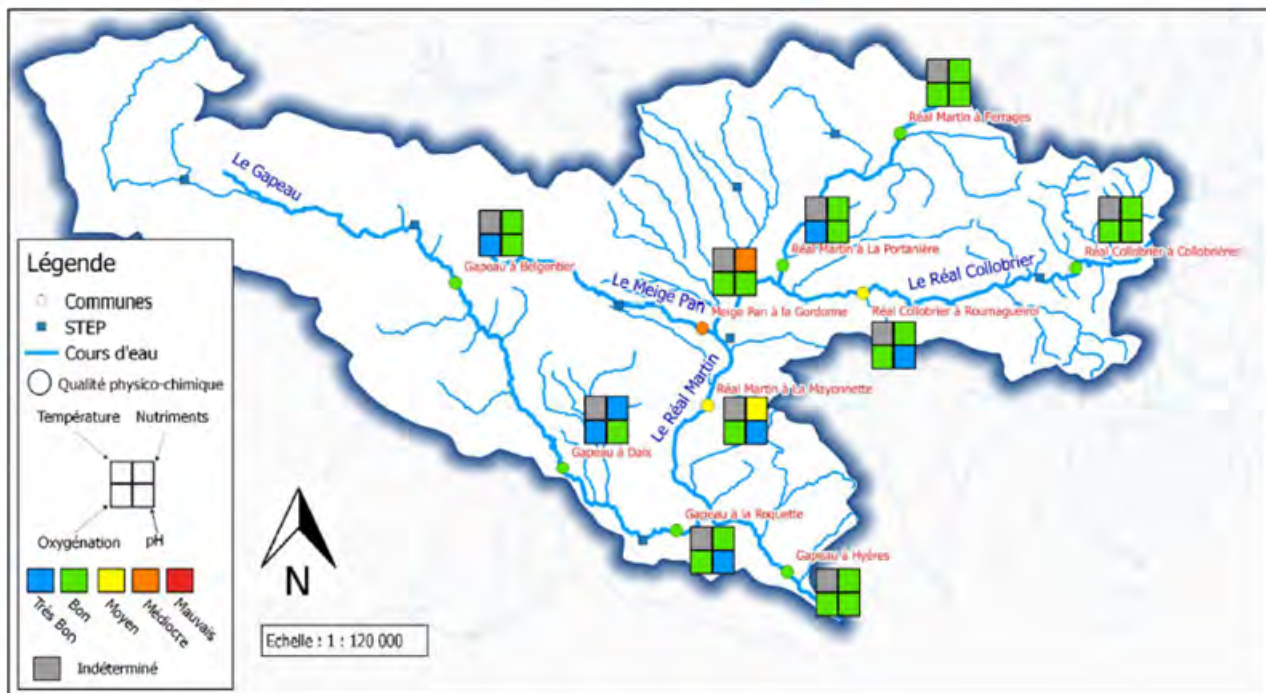 Réal Martin à Ferrages
Le Gapeau
Gapeau à Belgentier
Réal Martin à La Portanière
Réal Collobrier à Collobrières
Le Réal Collobrier
Le Meige Pan
Meige Pan à la Gordonne
Réal Collobrier à Roumagueirol
Le Réal Martin
Réal Martin à La Mayonnette
Gapeau à Daix
Gapeau à la Roquette
Gapeau à Hyères
Légende
Communes
STEP
Cours d'eau
Qualité physico-chimique
Température
Nutriments
Oxygénation
pH
Très Bon
Bon
Moyen
Médiocre
Mauvais
Indéterminé
N
Echelle : 1 : 120 000